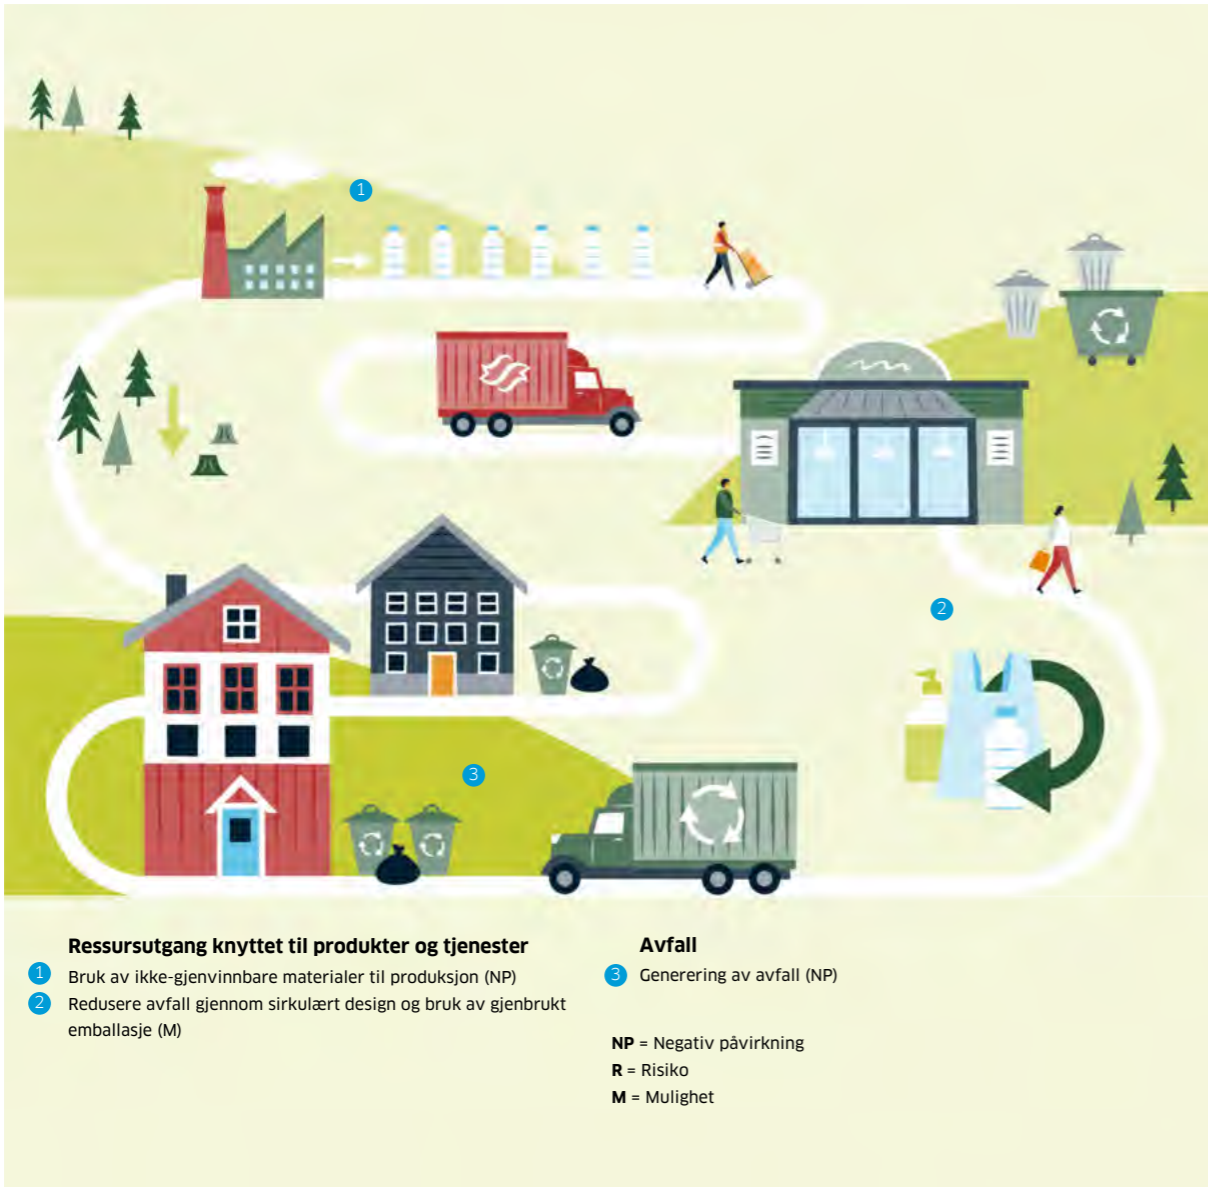 1
2
3
Ressursutgang knyttet til produkter og tjenester
1 Bruk av ikke-gjenvinnbare materialer til produksjon (NP)
2 Redusere avfall gjennom sirkulært design og bruk av gjenbrukt
emballasje (M)
Avfall
3 Generering av avfall (NP)
NP = Negativ påvirkning
R = Risiko
M = Mulighet